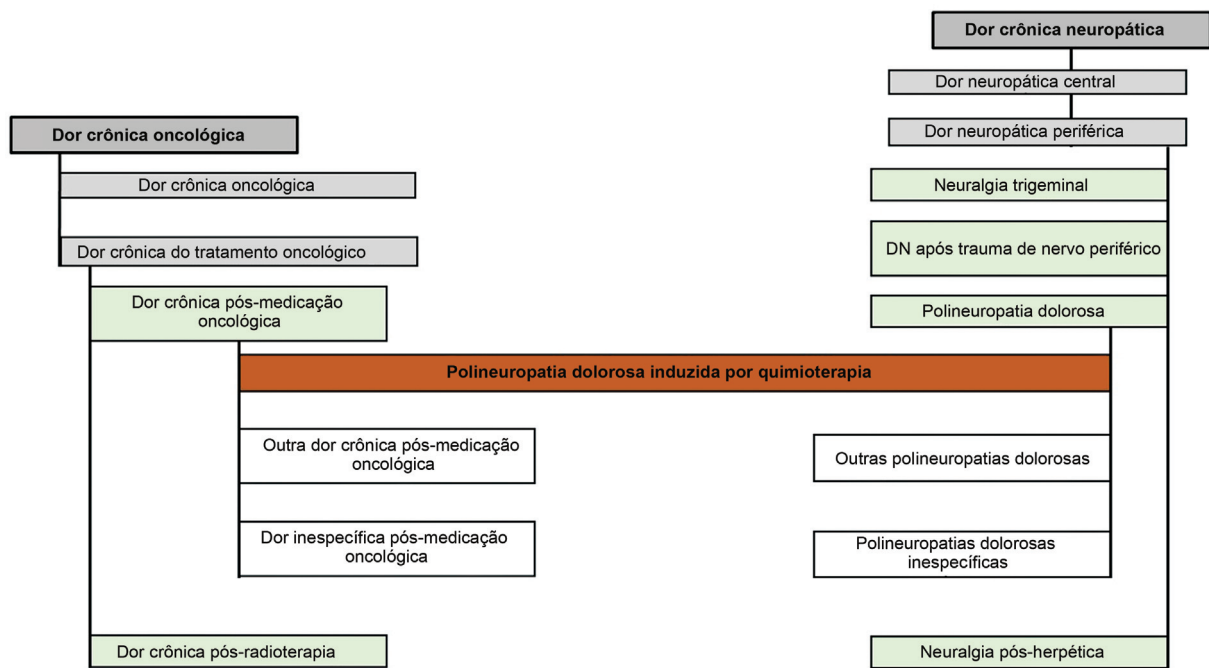 Dor crônica neuropática
Dor neuropática central
Dor neuropática periférica
Dor crônica oncológica
Dor crônica oncológica
Neuralgia trigeminal
Dor crônica do tratamento oncológico
DN após trauma de nervo periférico
Dor crônica pós-medicação
oncológica
Polineuropatia dolorosa
Polineuropatia dolorosa induzida por quimioterapia
Outra dor crônica pós-medicação
oncológica
Outras polineuropatias dolorosas
Dor inespecífica pós-medicação
oncológica
Polineuropatias dolorosas
inespecíficas
Dor crônica pós-radioterapia
Neuralgia pós-herpética